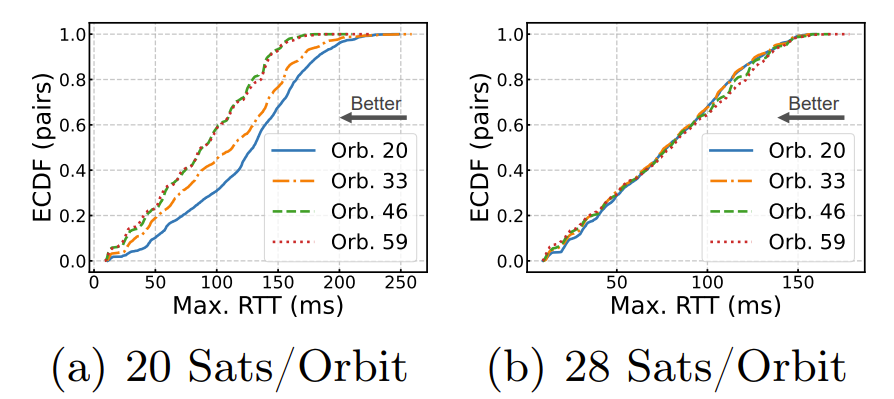 ECDF (pairs)
1.0
0.8
0.6
0.4
0.2
0.0
Better
Orb. 20
Orb. 33
Orb. 46
Orb. 59
0 50 100 150 200 250
Max. RTT (ms)
(a) 20 Sats/Orbit
ECDF (pairs)
1.0
0.8
0.6
0.4
0.2
0.0
Better
Orb. 20
Orb. 33
Orb. 46
Orb. 59
50 100 150
Max. RTT (ms)
(b) 28 Sats/Orbit